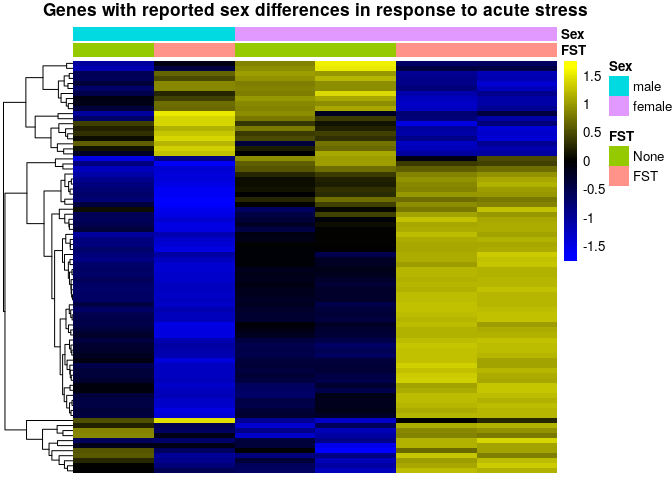 Genes with reported sex differences in response to acute stress
Sex
FST
1.5
1
0.5
0
-0.5
-1
-1.5
Sex
male
female
FST
None
FST